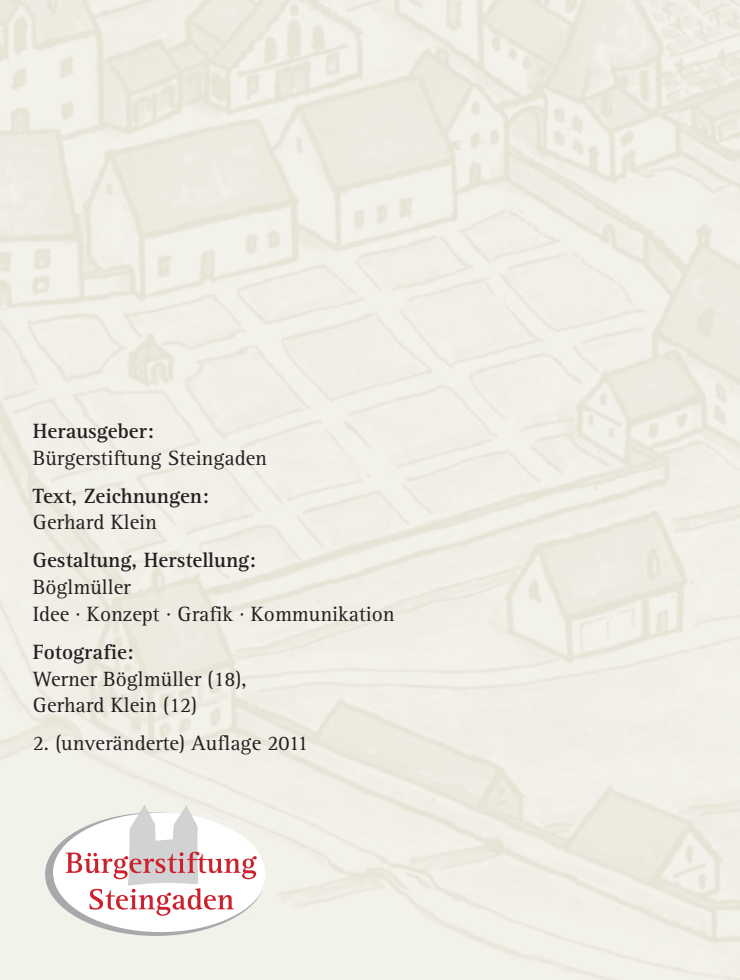 Herausgeber:
Bürgerstiftung Steingaden
Text, Zeichnungen:
Gerhard Klein
Gestaltung, Herstellung:
Böglmüller
Idee · Konzept · Grafik · Kommunikation
Fotografie:
Werner Böglmüller (18),
Gerhard Klein (12)
2. (unveränderte) Auflage 2011
Bürgerstiftung
Steingaden